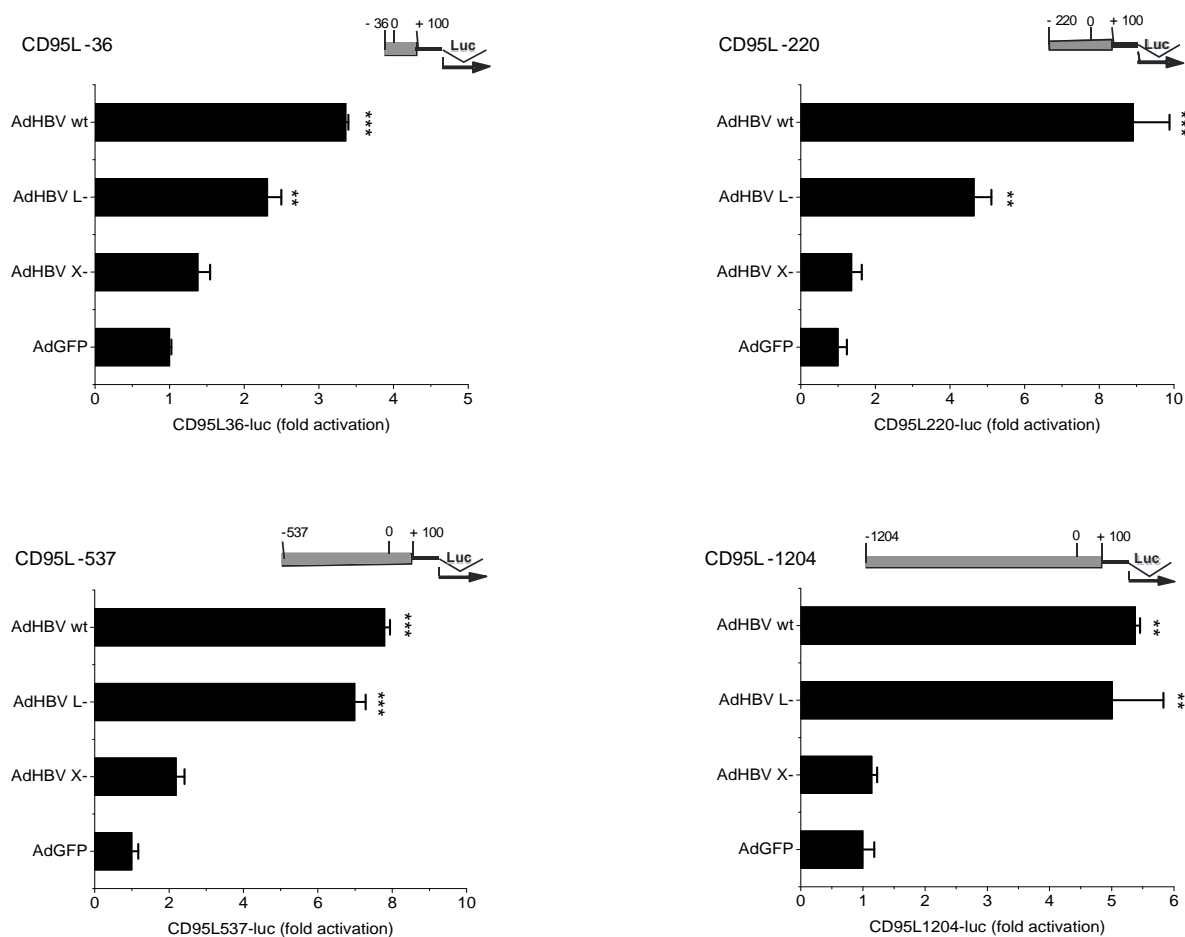 - 36 0 + 100
CD95L -36
Luc
AdHBV wt
***
AdHBV L-
**
AdHBV X-
AdGFP
0 1 2 3 4 5
CD95L36-luc (fold activation)
- 220 0 + 100
CD95L -220
Luc
AdHBV wt
***
AdHBV L-
**
AdHBV X-
AdGFP
0 2 4 6 8 10
CD95L220-luc (fold activation)
-537 0 + 100
CD95L -537
Luc
AdHBV wt
***
AdHBV L-
***
AdHBV X-
AdGFP
0 2 4 6 8 10
CD95L537-luc (fold activation)
-1204 0 + 100
CD95L -1204
Luc
AdHBV wt
**
AdHBV L-
**
AdHBV X-
AdGFP
0 1 2 3 4 5 6
CD95L1204-luc (fold activation)